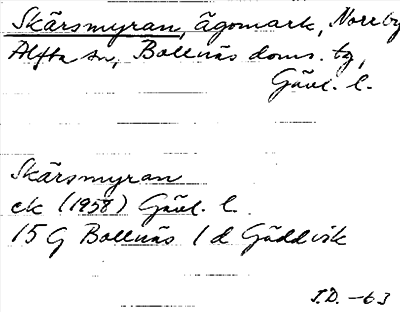 Skärsmyran, ägomark, Norrby
Alfta sn, Bollnäs doms. tg,
Gävl. l.
Skärsmyran
ek (1958) Gävl. l.
15 G Bollnäs 1 d Gäddvik
J.D. -63